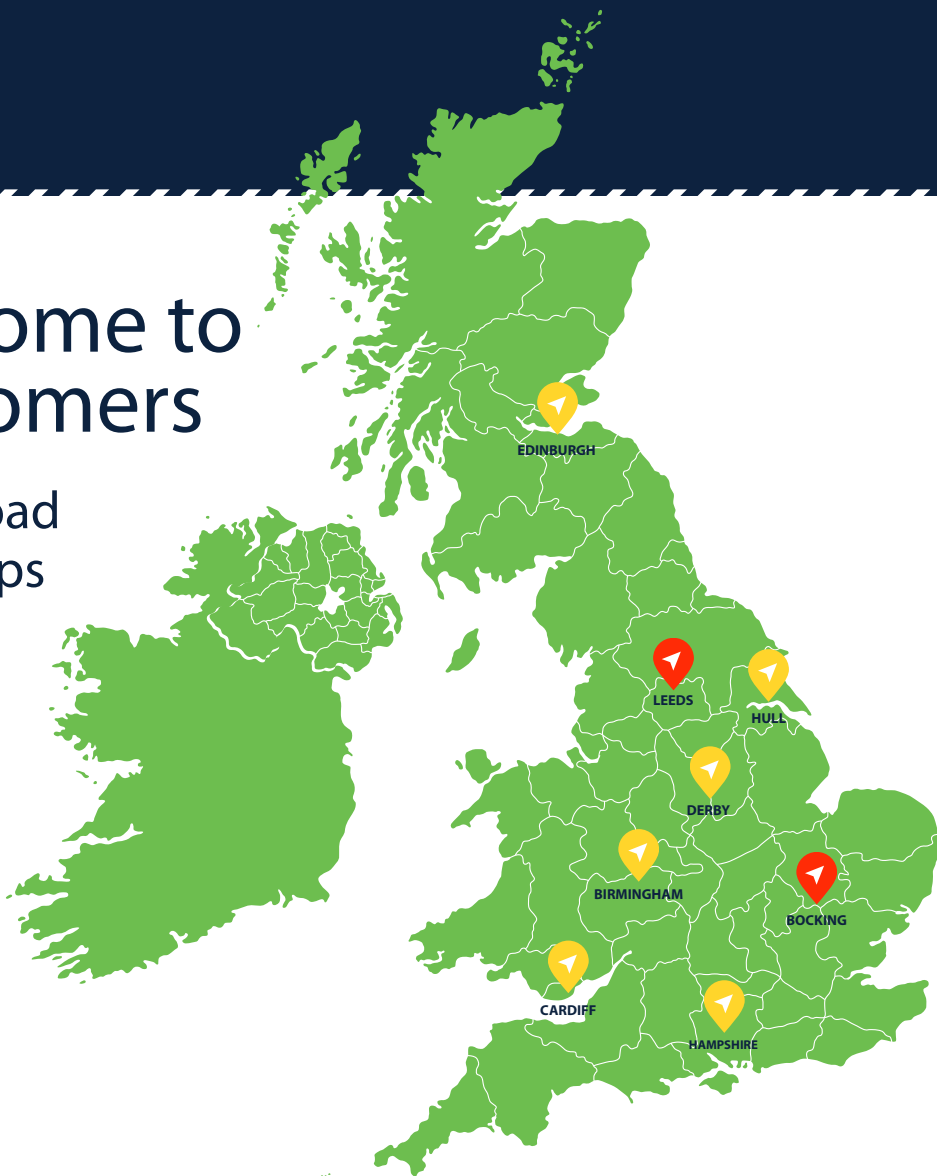 ome to
omers
oad
ps
EDINBURGH
LEEDS
HULL
DERBY
BIRMINGHAM
BOCKING
CARDIFF
HAMPSHIRE